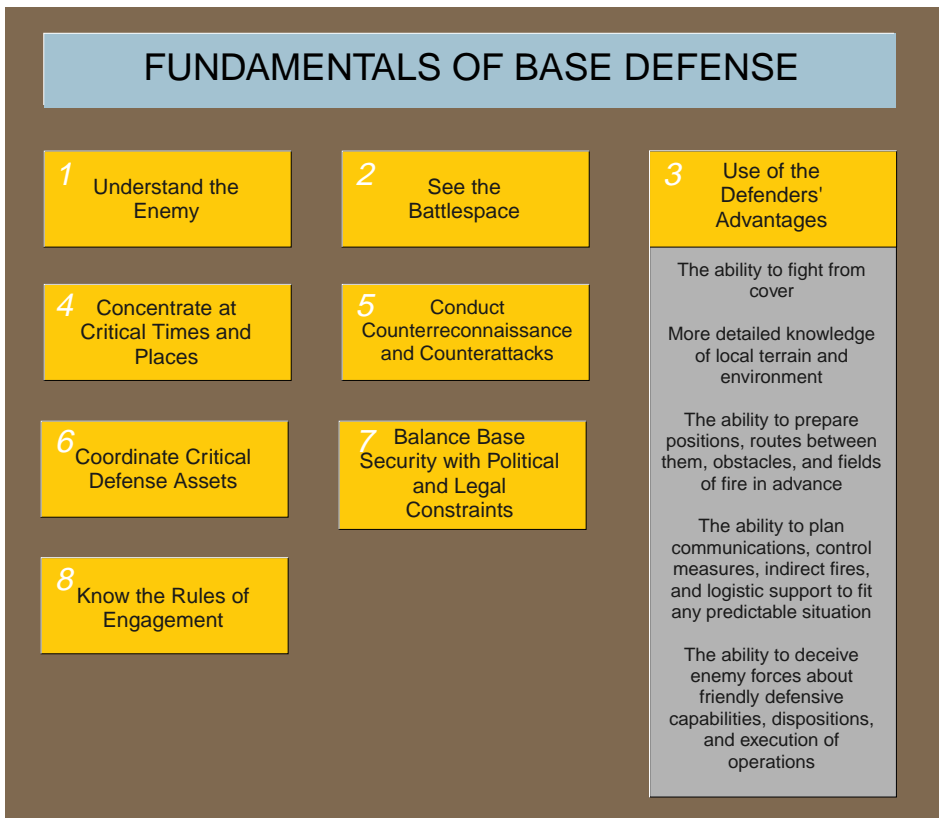 FUNDAMENTALS OF BASE DEFENSE
1
Understand the
Enemy
2
See the
Battlespace
3
Use of the
Defenders'
Advantages
The ability to fight from
cover
More detailed knowledge
of local terrain and
environment
The ability to prepare
positions, routes between
them, obstacles, and fields
of fire in advance
The ability to plan
communications, control
measures, indirect fires,
and logistic support to fit
any predictable situation
The ability to deceive
enemy forces about
friendly defensive
capabilities, dispositions,
and execution of
operations
4
Concentrate at
Critical Times and
Places
5
Conduct
Counterreconnaissance
and Counterattacks
6
Coordinate Critical
Defense Assets
7
Balance Base
Security with Political
and Legal
Constraints
8
Know the Rules of
Engagement